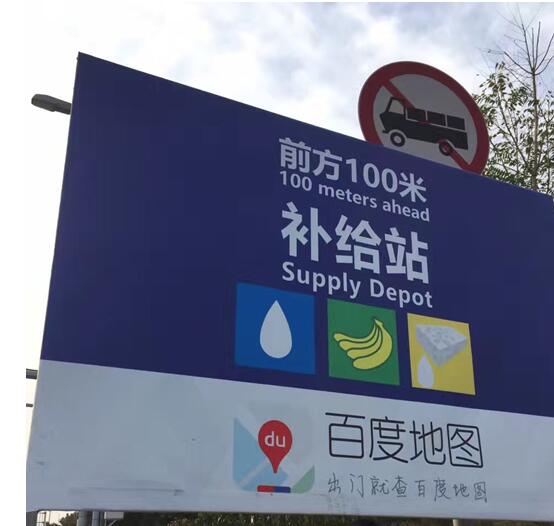 前方100米
100 meters ahead
补给站
Supply Depot
du
百度地图
出门就查百度地图